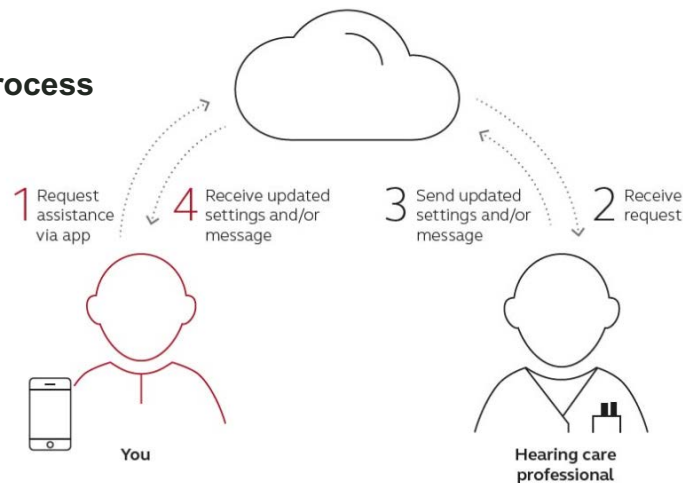 rocess
1 Request
assistance
via app
4 Receive updated
settings and/or
message
3 Send updated
settings and/or
message
2 Receive
request
You
Hearing care
professional